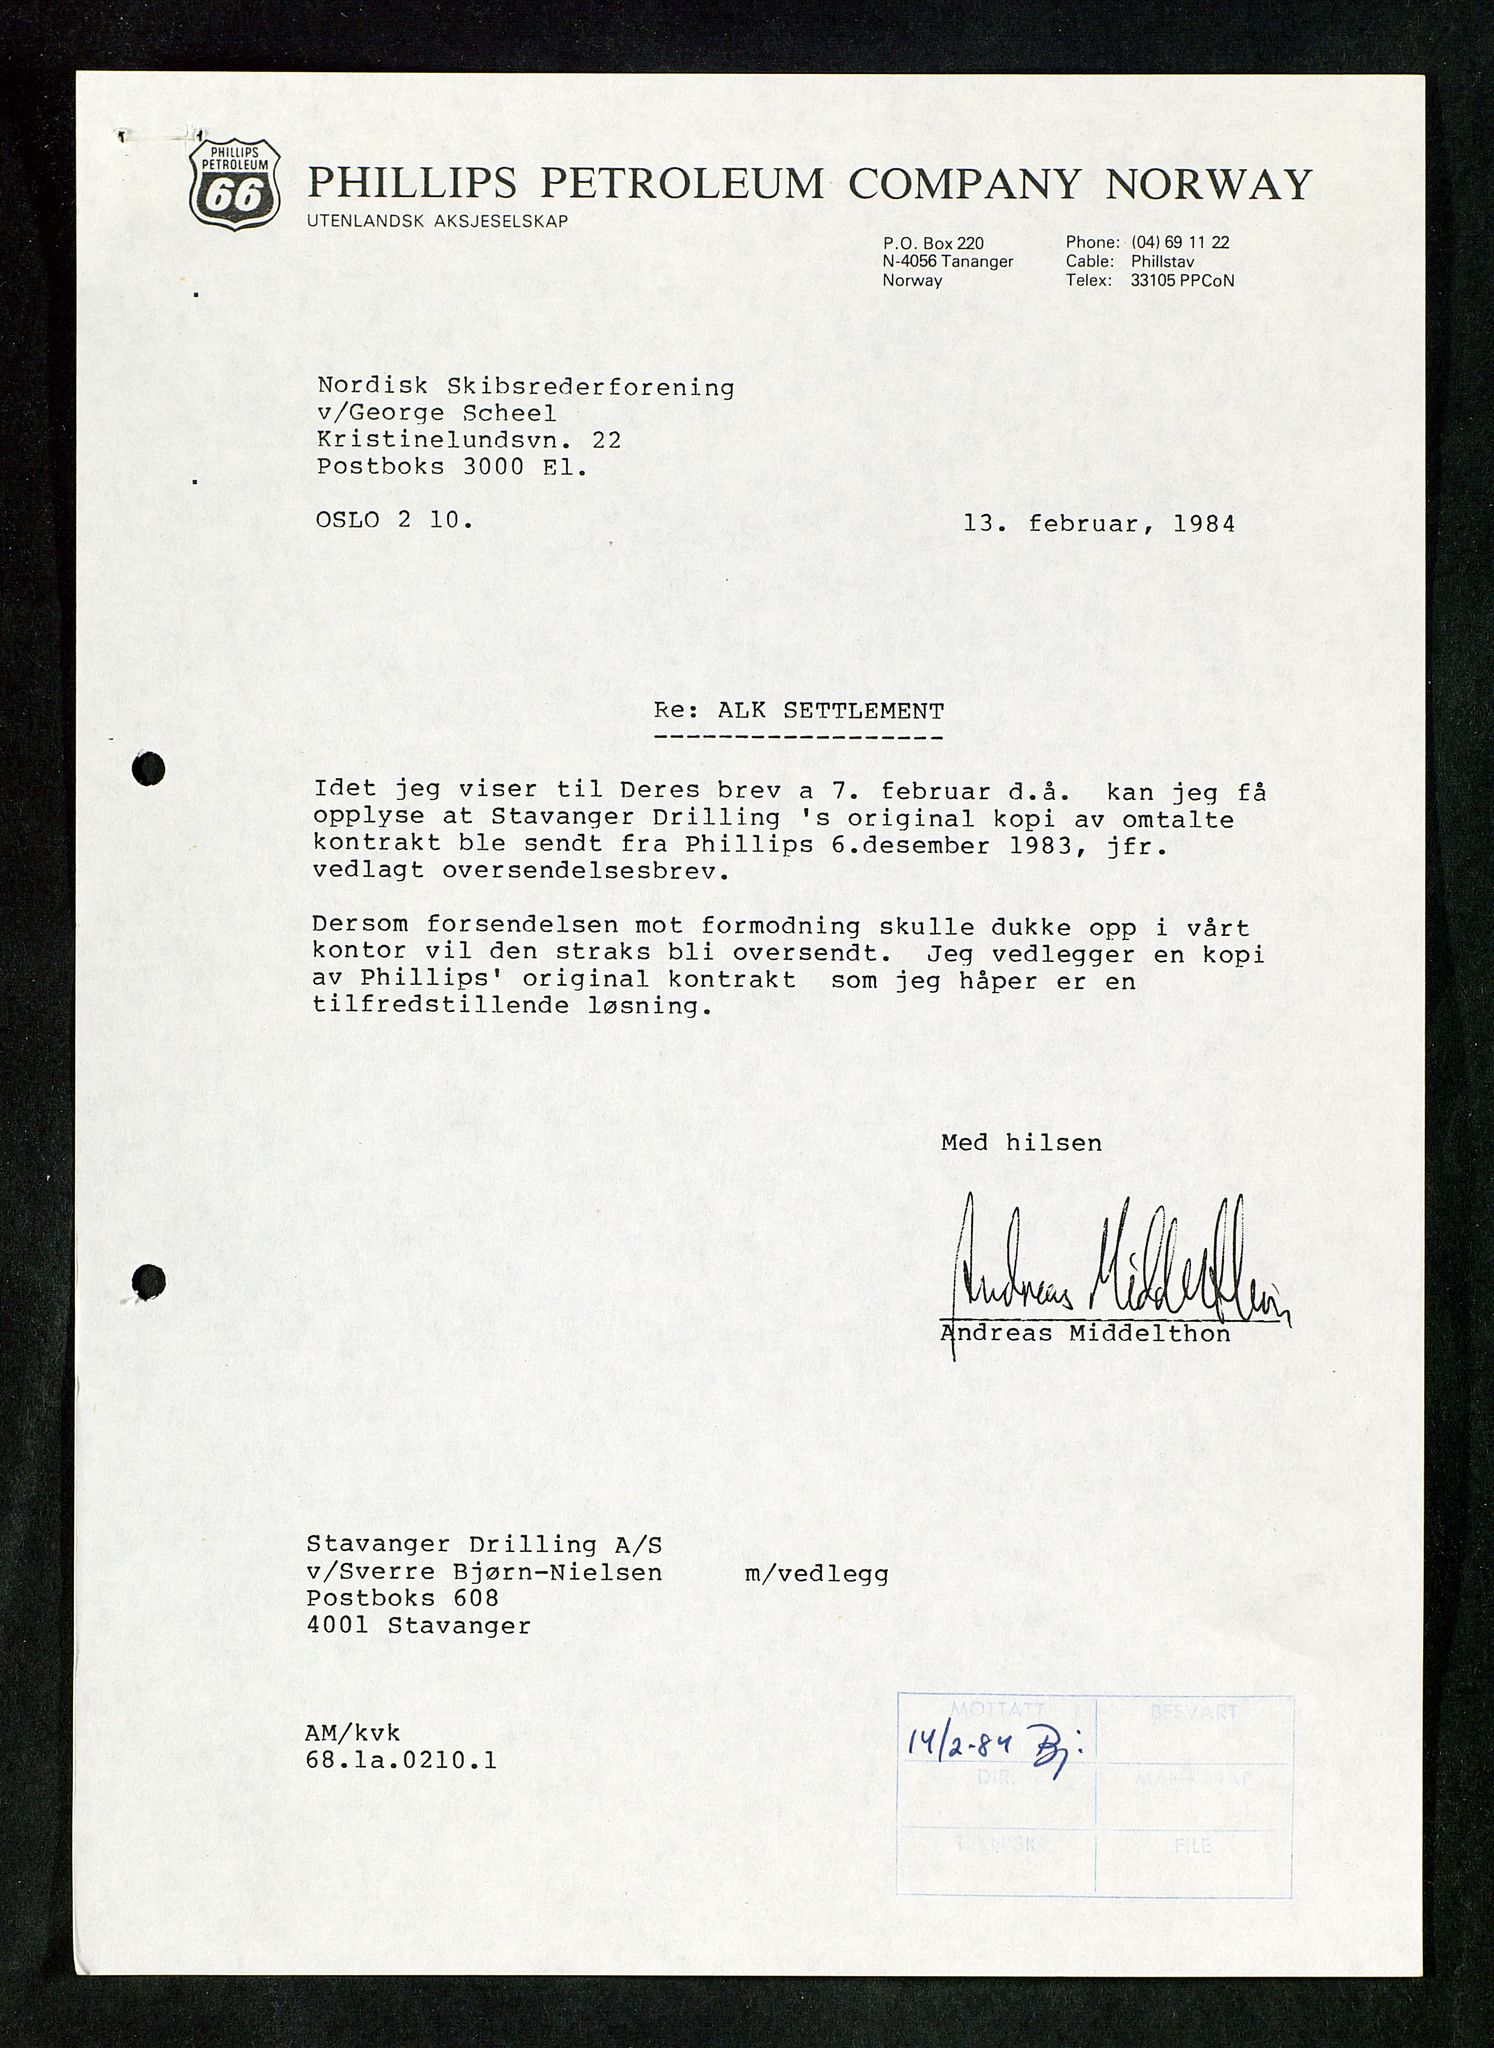 PHILLIPS
PETROLEUM
66
PHILLIPS PETROLEUM COMPANY NORWAY
UTENLANDSK AKSJESELSKAP
P.O. Box 220
N-4056 Tananger
Norway
Phone: (04) 69 11 22
Cable: Phillstav
Telex: 33105 PPCoN
Nordisk Skibsrederforening
v/George Scheel
Kristinelundsvn. 22
Postboks 3000 El.
OSLO 2 10.
13. februar, 1984
Re: ALK SETTLEMENT
------------------
Idet jeg viser til Deres brev a 7. februar d.å.  kan jeg få
opplyse at Stavanger Drilling 's original kopi av omtalte
kontrakt ble sendt fra Phillips 6.desember 1983, jfr.
vedlagt oversendelsesbrev.
Dersom forsendelsen mot formodning skulle dukke opp i vårt
kontor vil den straks bli oversendt.  Jeg vedlegger en kopi
av Phillips' original kontrakt  som jeg håper er en
tilfredstillende løsning.
Med hilsen
Andreas Middelthon
Andreas Middelthon
Stavanger Drilling A/S
v/Sverre Bjørn-Nielsen     m/vedlegg
Postboks 608
4001 Stavanger
AM/kvk
68.1a.0210.1
MOTTATT
BESVART
14/2-84 Bj.
DIR.
FILE